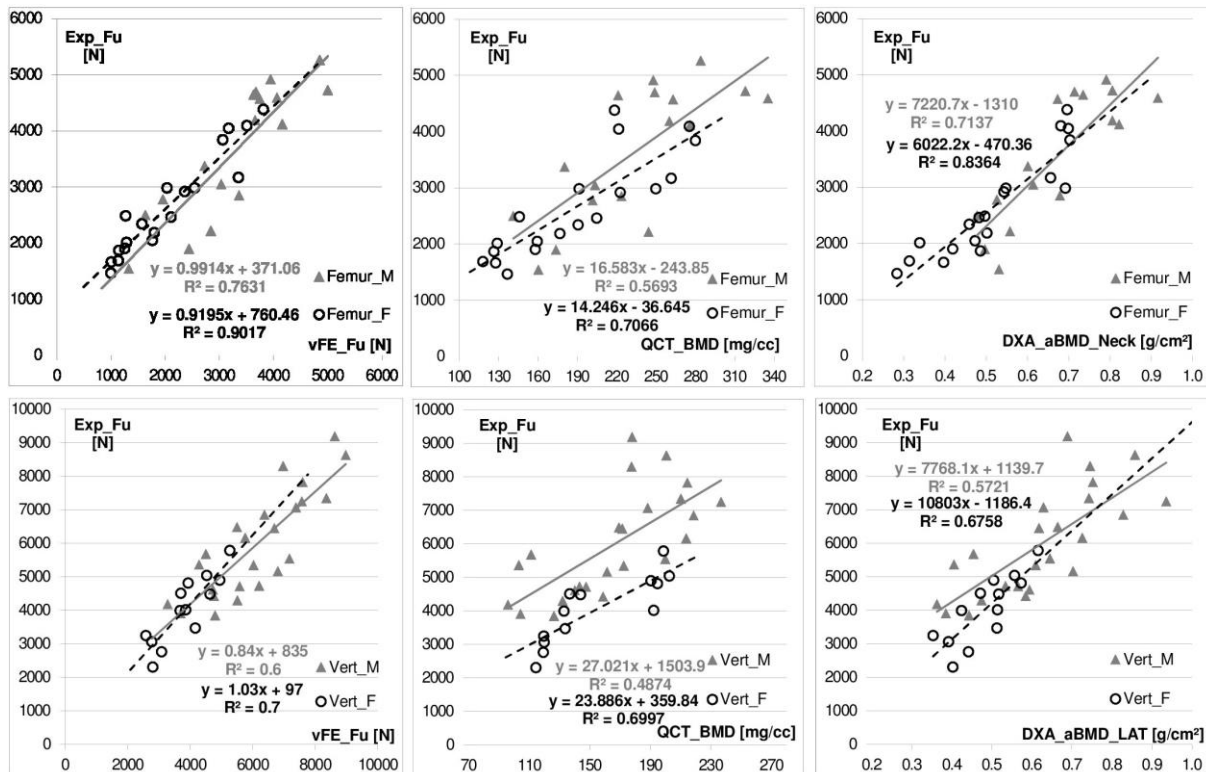 6000
Exp_Fu
[N]
5000
4000
3000
2000
1000
0
y = 0.9914x + 371.06
R² = 0.7631
Femur_M
y = 0.9195x + 760.46
R² = 0.9017
Femur_F
vFE_Fu [N]
0 1000 2000 3000 4000 5000 6000
6000
Exp_Fu
[N]
5000
4000
3000
2000
1000
0
y = 16.583x - 243.85
R² = 0.5693
Femur_M
y = 14.246x - 36.645
R² = 0.7066
Femur_F
QCT_BMD [mg/cc]
100 130 160 190 220 250 280 310 340
6000
Exp_Fu
[N]
5000
4000
3000
2000
1000
0
y = 7220.7x - 1310
R² = 0.7137
y = 6022.2x - 470.36
R² = 0.8364
Femur_M
Femur_F
DXA_aBMD_Neck [g/cm²]
0.2 0.3 0.4 0.5 0.6 0.7 0.8 0.9 1.0
10000
Exp_Fu
[N]
9000
8000
7000
6000
5000
4000
3000
2000
1000
0
y = 0.84x + 835
R² = 0.6
Vert_M
y = 1.03x + 97
R² = 0.7
Vert_F
vFE_Fu [N]
0 2000 4000 6000 8000 10000
10000
Exp_Fu
[N]
9000
8000
7000
6000
5000
4000
3000
2000
1000
0
y = 27.021x + 1503.9
R² = 0.4874
Vert_M
y = 23.886x + 359.84
R² = 0.6997
Vert_F
QCT_BMD [mg/cc]
70 110 150 190 230 270
10000
Exp_Fu
[N]
9000
8000
7000
6000
5000
4000
3000
2000
1000
0
y = 7768.1x + 1139.7
R² = 0.5721
y = 10803x - 1186.4
R² = 0.6758
Vert_M
Vert_F
DXA_aBMD_LAT [g/cm²]
0.2 0.3 0.4 0.5 0.6 0.7 0.8 0.9 1.0